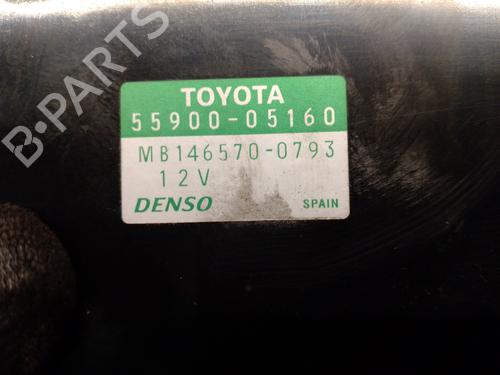 TOYOTA
55900-05160
MB146570-0793
12V
DENSO SPAIN
B-PARTS